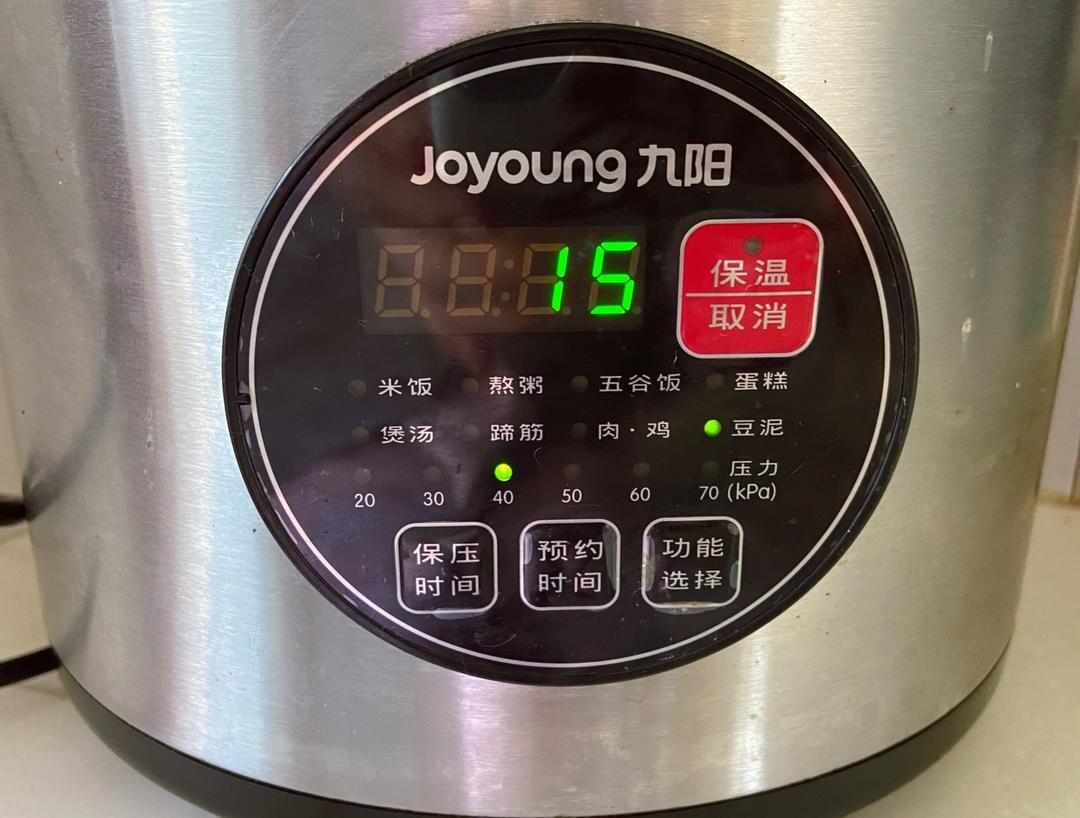 Joyoung 九阳
15
保温
取消
米饭 熬粥 五谷饭 蛋糕
煲汤 蹄筋 肉·鸡 豆泥
压力
20 30 40 50 60 70 (kPa)
保压 预约 功能
时间 时间 选择